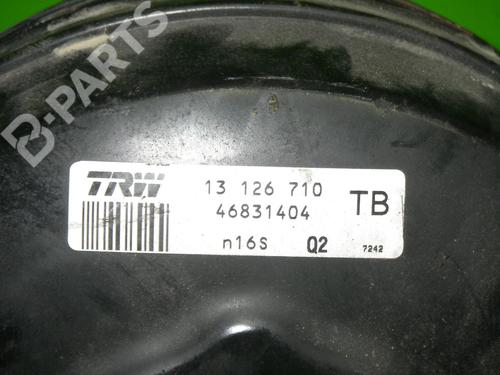 B-PARTS
TRW 13 126 710
46831404 TB
n16S Q2 7242